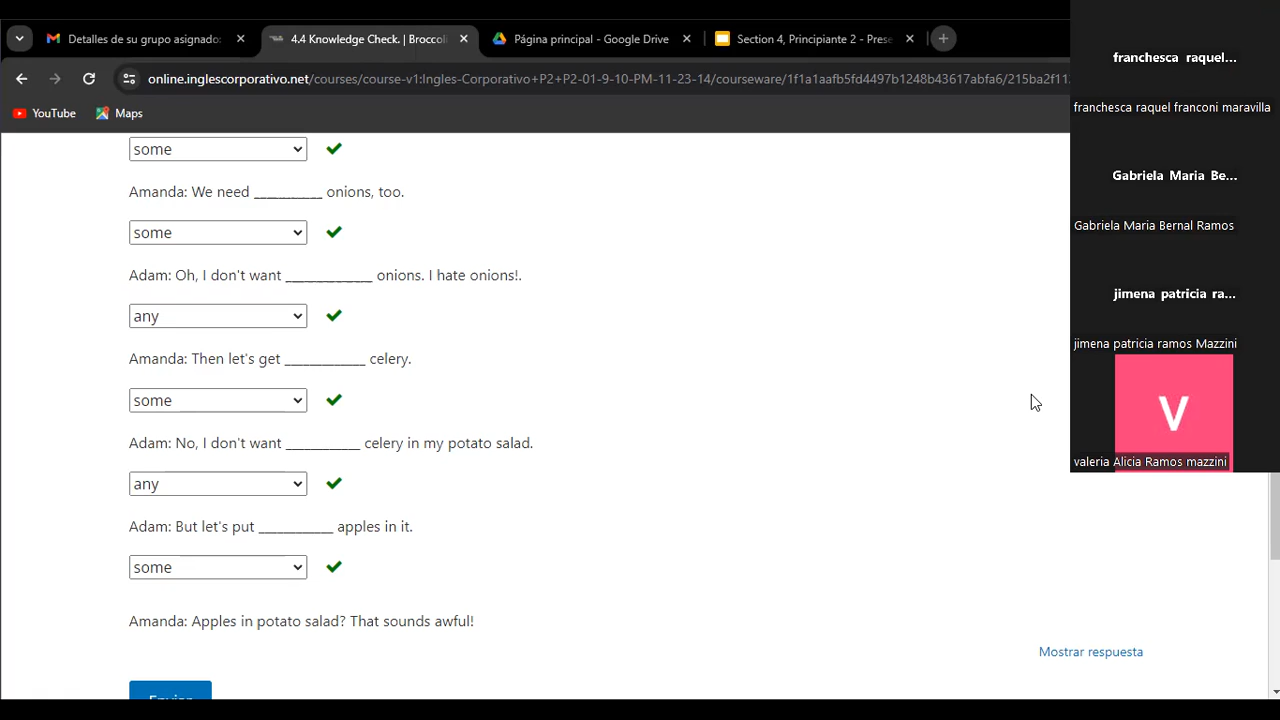 Detalles de su grupo asignado:
4.4 Knowledge Check. | Broccoli
Página principal - Google Drive
Section 4, Principiante 2 - Prese
online.inglescorporativo.net/courses/course-v1:Ingles-Corporativo+P2+P2-01-9-10-PM-11-23-14/courseware/1f1a1aafb5fd4497b1248b43617abfa6/215ba2f11
YouTube
Maps
some
Amanda: We need ___________ onions, too.
some
Adam: Oh, I don't want ______________ onions. I hate onions!.
any
Amanda: Then let's get _____________ celery.
some
Adam: No, I don't want ____________ celery in my potato salad.
any
Adam: But let's put ____________ apples in it.
some
Amanda: Apples in potato salad? That sounds awful!
Mostrar respuesta
Enviar
franchesca raquel...
franchesca raquel franconi maravilla
Gabriela Maria Be...
Gabriela Maria Bernal Ramos
jimena patricia ra...
jimena patricia ramos Mazzini
V
valeria Alicia Ramos mazzini